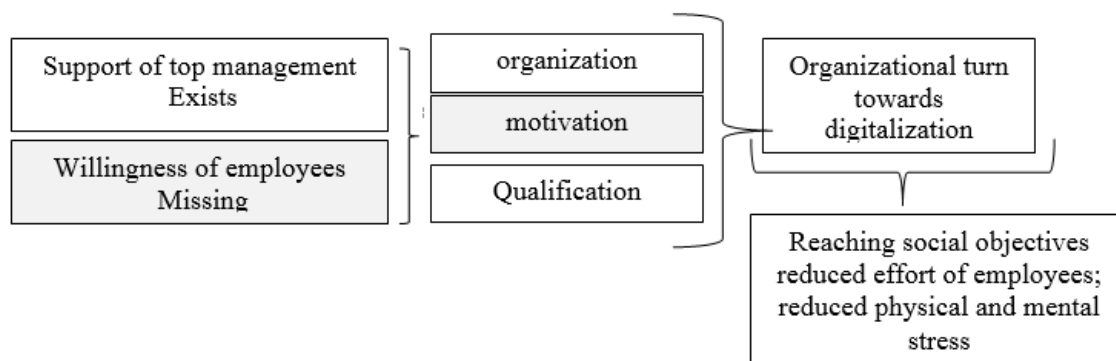 Support of top management
Exists
Willingness of employees
Missing
organization
motivation
Qualification
Organizational turn
towards
digitalization
Reaching social objectives
reduced effort of employees;
reduced physical and mental
stress